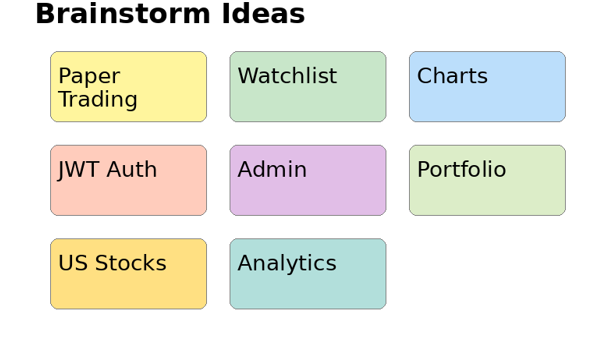 Brainstorm Ideas
Paper
Trading
Watchlist
Charts
JWT Auth
Admin
Portfolio
US Stocks
Analytics